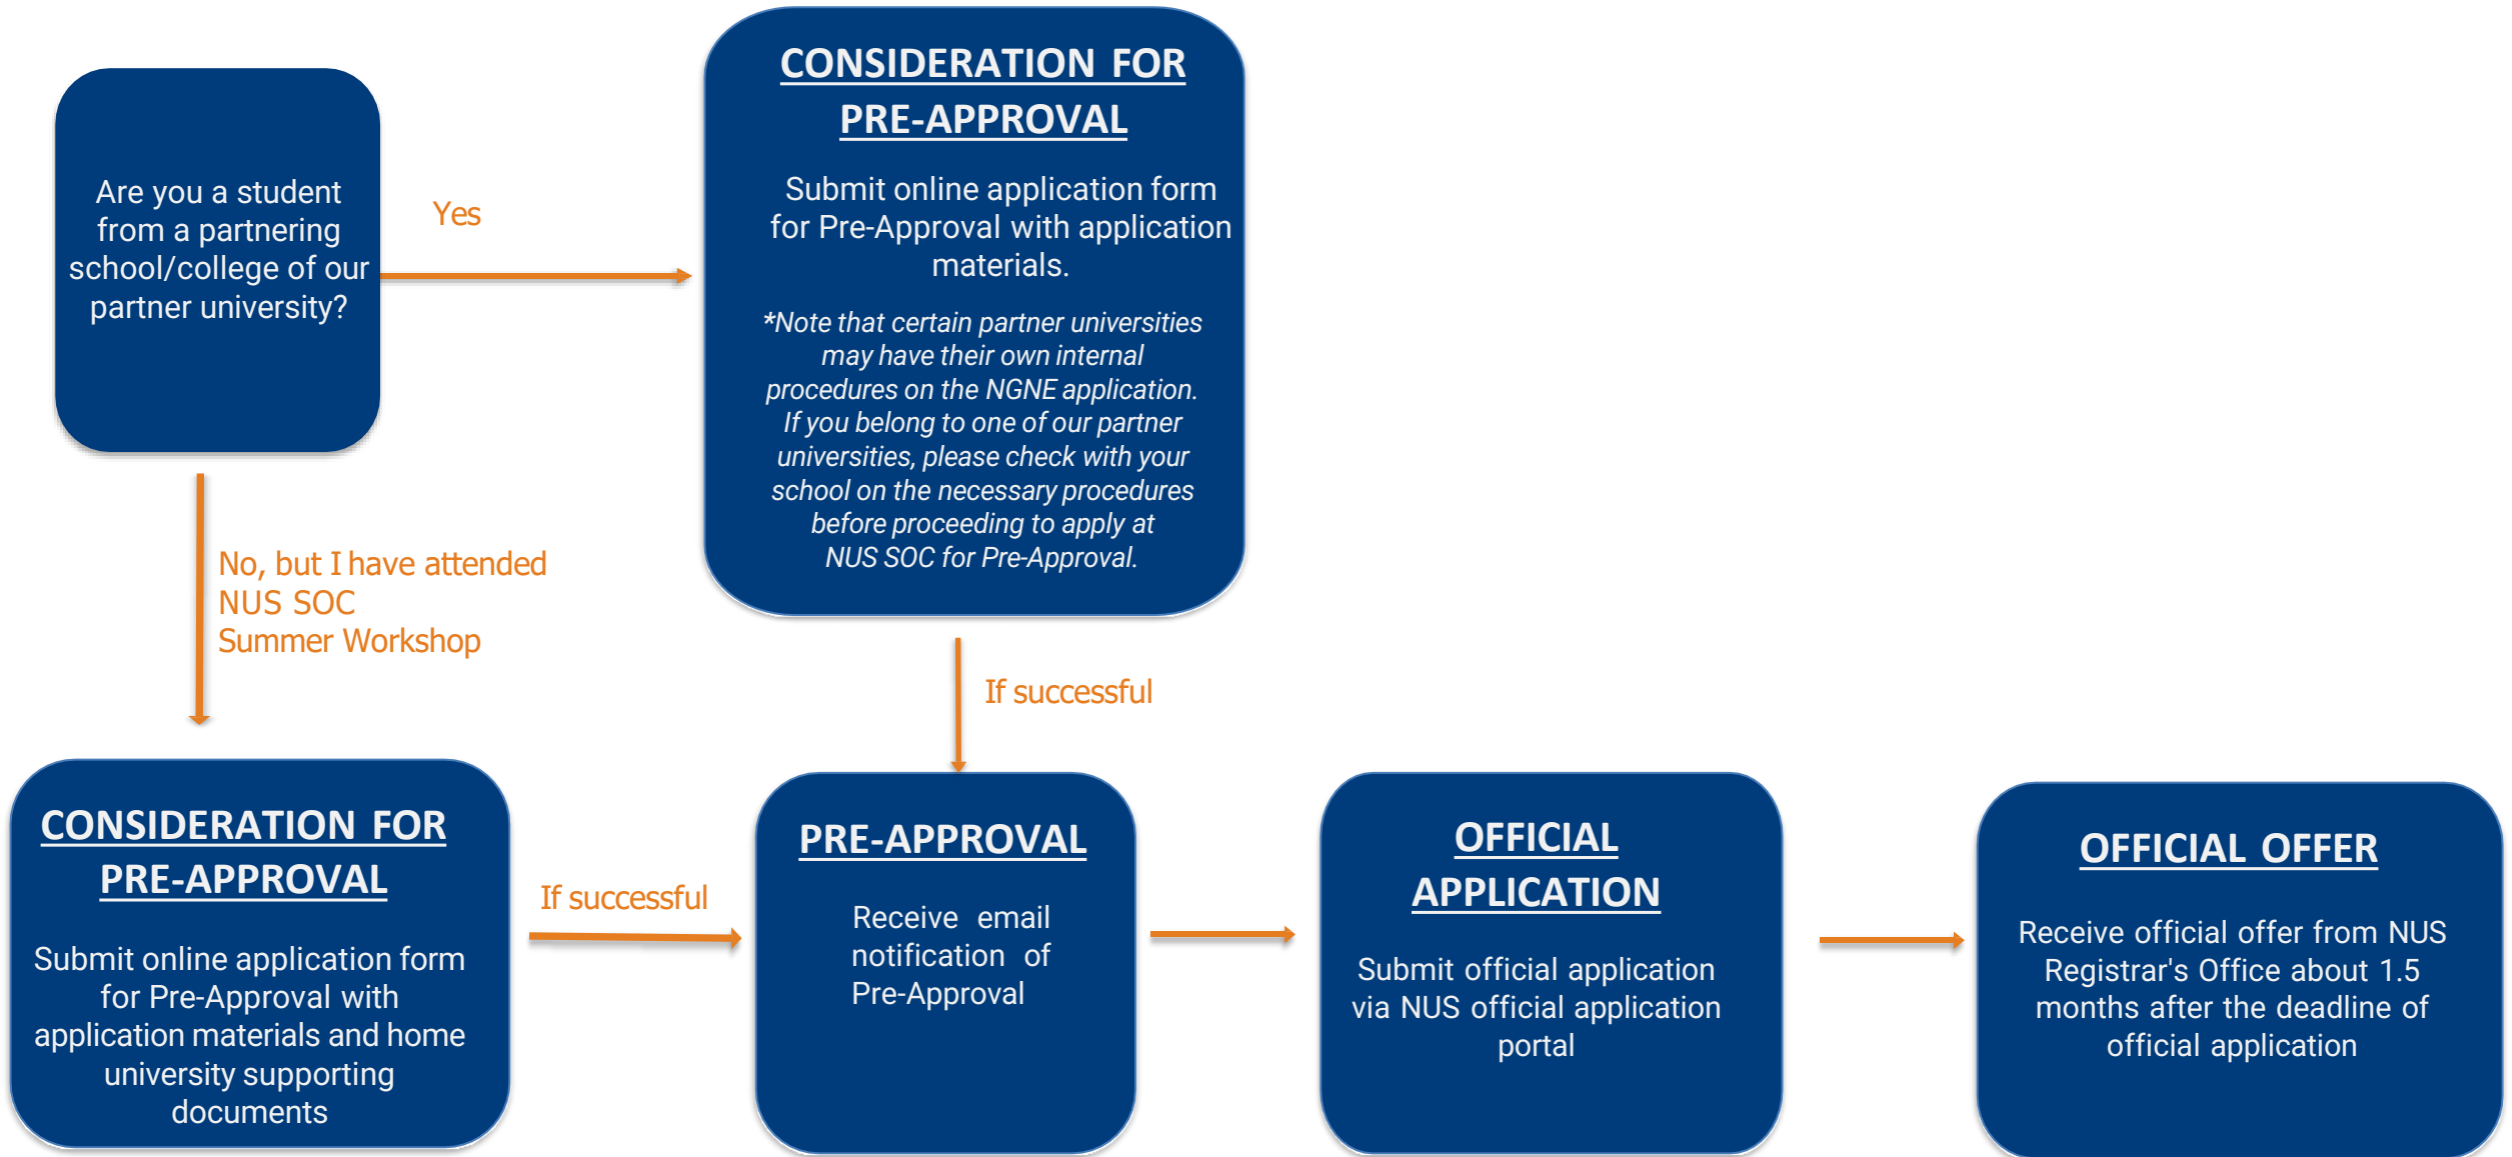 Are you a student
from a partnering
school/college of our
partner university?
Yes
CONSIDERATION FOR
PRE-APPROVAL
Submit online application form
for Pre-Approval with application
materials.
*Note that certain partner universities
may have their own internal
procedures on the NGNE application.
If you belong to one of our partner
universities, please check with your
school on the necessary procedures
before proceeding to apply at
NUS SOC for Pre-Approval.
No, but I have attended
NUS SOC
Summer Workshop
If successful
CONSIDERATION FOR
PRE-APPROVAL
Submit online application form
for Pre-Approval with
application materials and home
university supporting
documents
If successful
PRE-APPROVAL
Receive email
notification of
Pre-Approval
OFFICIAL
APPLICATION
Submit official application
via NUS official application
portal
OFFICIAL OFFER
Receive official offer from NUS
Registrar's Office about 1.5
months after the deadline of
official application